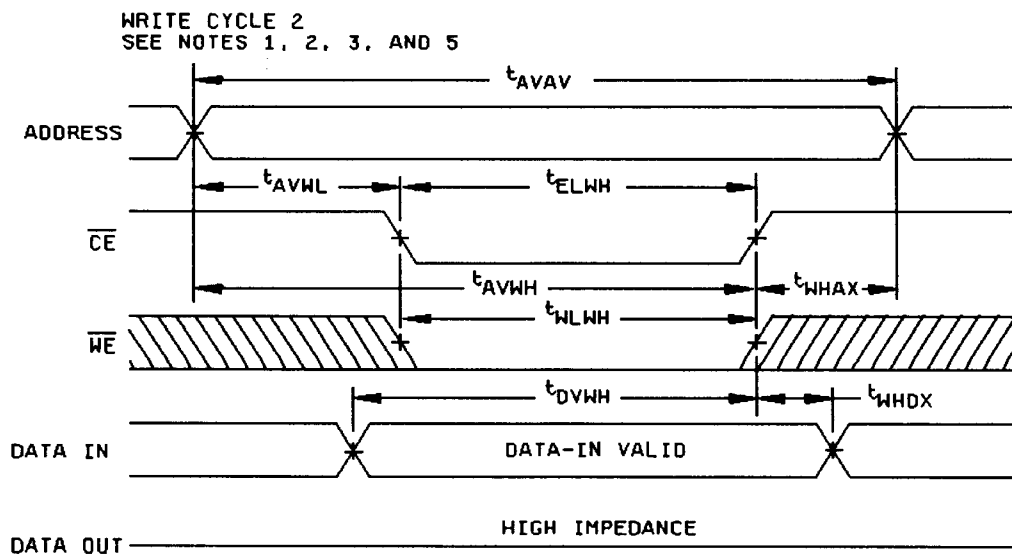 WRITE CYCLE 2
SEE NOTES 1, 2, 3, AND 5
tAVAV
ADDRESS
tAVWL
tELWH
CE
tAVWH
tWHAX
tWLWH
WE
tDVWH
tWHDX
DATA IN
DATA-IN VALID
HIGH IMPEDANCE
DATA OUT